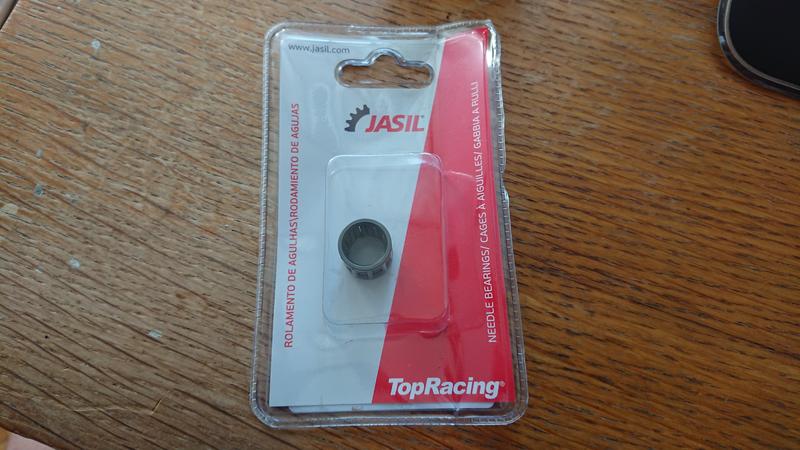 www.jasil.com
JASIL
ROLAMENTO DE AGULHAS\RODAMIENTO DE AGUJAS
NEEDLE BEARINGS/ CAGES À AIGUILLES/ GABBIA A RULLI
TopRacing®